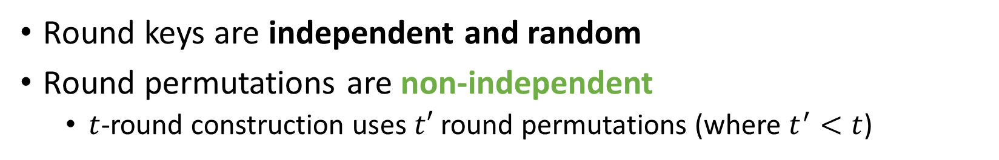 • Round keys are independent and random
• Round permutations are non-independent
• t-round construction uses t′ round permutations (where t′ < t)